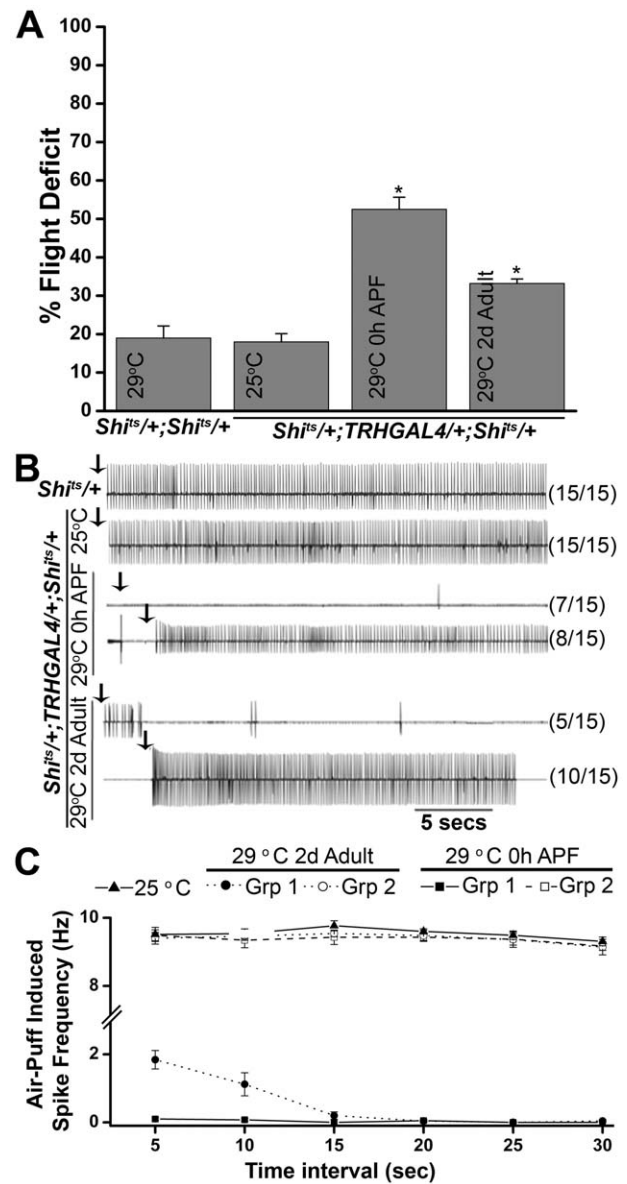 A
% Flight Deficit
100
90
80
70
60
50
40
30
20
10
0
29°C
25°C
29°C 0h APF
29°C 2d Adult
*
*
Shiᵗˢ/+;Shiᵗˢ/+
Shiᵗˢ/+;TRHGAL4/+;Shiᵗˢ/+
B
Shiᵗˢ/+
(15/15)
Shiᵗˢ/+;TRHGAL4/+;Shiᵗˢ/+
25°C
(15/15)
29°C 0h APF
(7/15)
(8/15)
29°C 2d Adult
(5/15)
(10/15)
5 secs
C
29 °C 2d Adult
29 °C 0h APF
25 °C
Grp 1
Grp 2
Grp 1
Grp 2
Air-Puff Induced
Spike Frequency (Hz)
10
8
2
0
5
10
15
20
25
30
Time interval (sec)